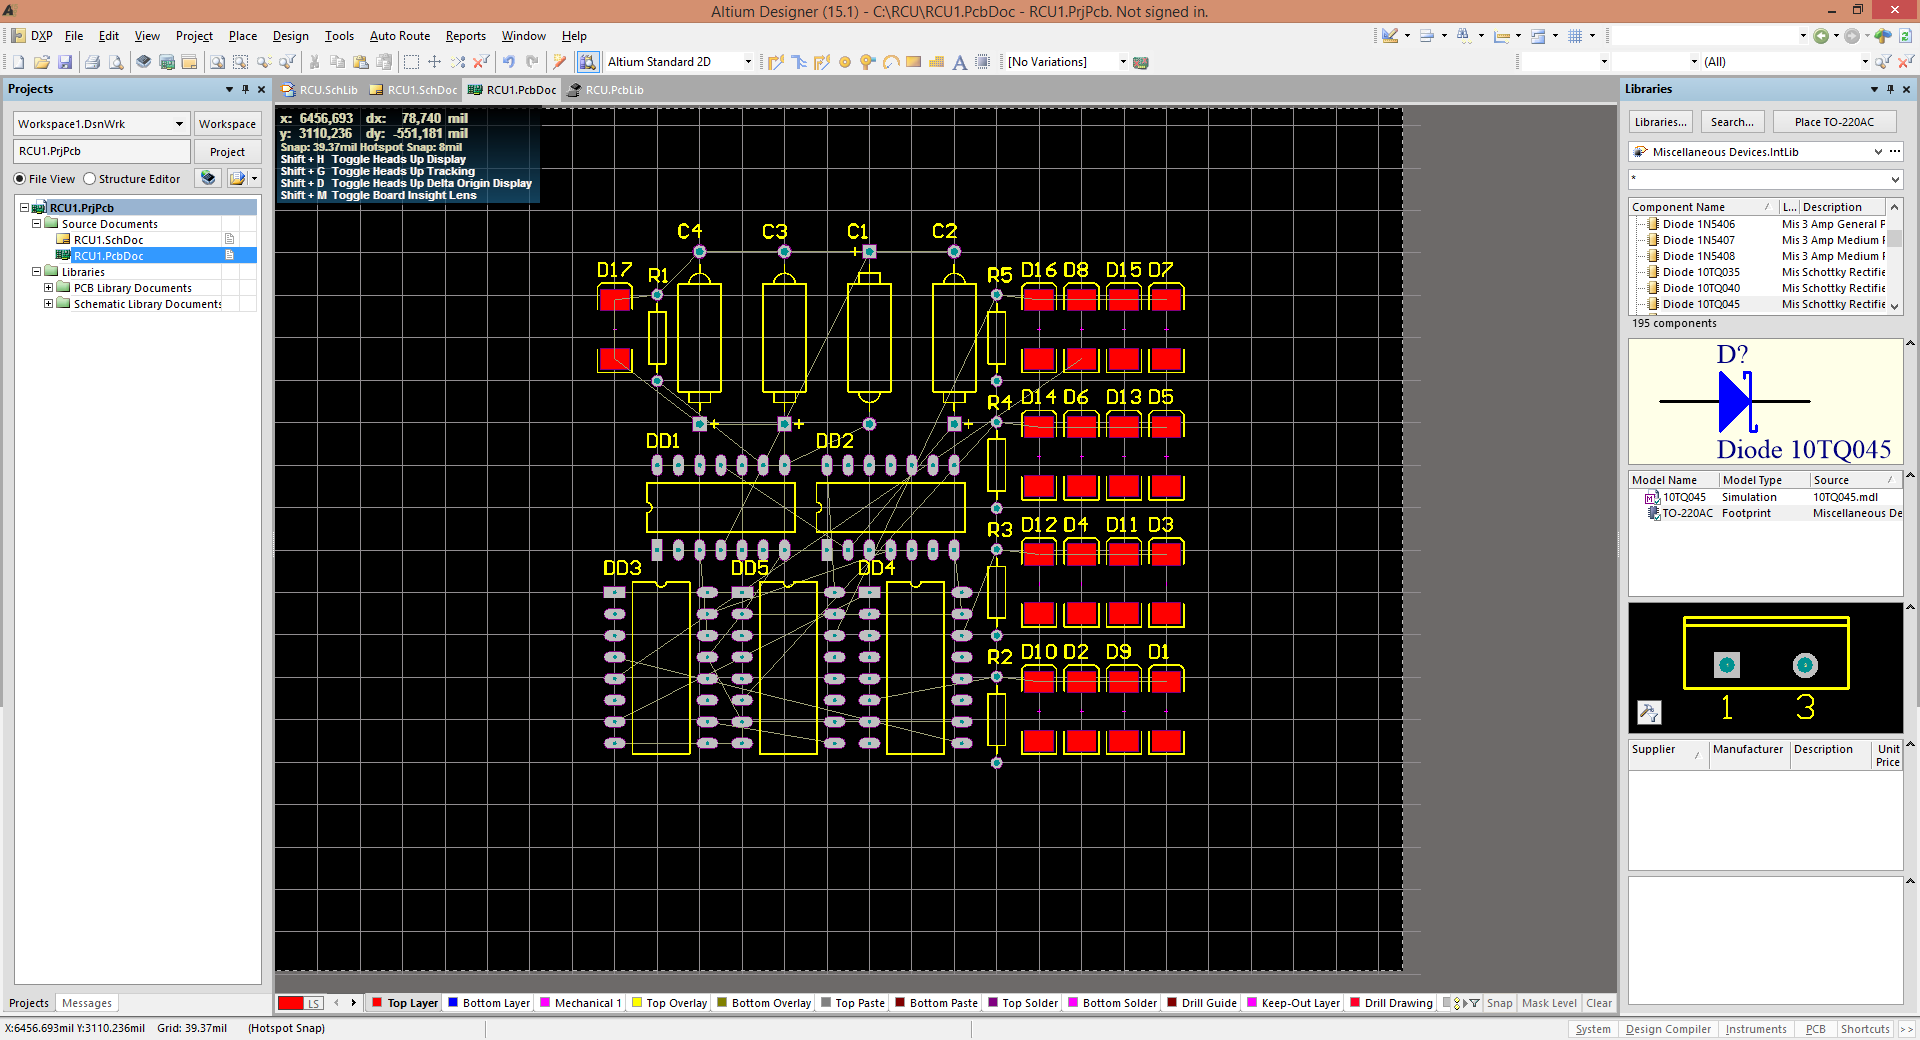 Altium Designer (15.1) - C:\RCU\RCU1.PcbDoc - RCU1.PrjPcb. Not signed in.
DXP File Edit View Project Place Design Tools Auto Route Reports Window Help
Altium Standard 2D [No Variations] (All)
Projects
Workspace1.DsnWrk Workspace
RCU1.PrjPcb Project
File View Structure Editor
RCU1.PrjPcb
Source Documents
RCU1.SchDoc
RCU1.PcbDoc
Libraries
PCB Library Documents
Schematic Library Documents
Projects Messages
RCU.SchLib RCU1.SchDoc RCU1.PcbDoc RCU.PcbLib
x: 6456,693 dx: 78,740 mil
y: 3110,236 dy: -551,181 mil
Snap: 39.37mil Hotspot Snap: 8mil
Shift + H Toggle Heads Up Display
Shift + G Toggle Heads Up Tracking
Shift + D Toggle Heads Up Delta Origin Display
Shift + M Toggle Board Insight Lens
C4 C3 C1 C2
D17 R1 R5 D16 D8 D15 D7
R4 D14 D6 D13 D5
DD1 DD2
R3 D12 D4 D11 D3
DD3 DD5 DD4
R2 D10 D2 D9 D1
LS Top Layer Bottom Layer Mechanical 1 Top Overlay Bottom Overlay Top Paste Bottom Paste Top Solder Bottom Solder Drill Guide Keep-Out Layer Drill Drawing Snap Mask Level Clear
Libraries
Libraries... Search... Place TO-220AC
Miscellaneous Devices.IntLib
*
Component Name L... Description
Diode 1N5406 Mis 3 Amp General P
Diode 1N5407 Mis 3 Amp Medium F
Diode 1N5408 Mis 3 Amp Medium F
Diode 10TQ035 Mis Schottky Rectifie
Diode 10TQ040 Mis Schottky Rectifie
Diode 10TQ045 Mis Schottky Rectifie
195 components
D?
Diode 10TQ045
Model Name Model Type Source
10TQ045 Simulation 10TQ045.mdl
TO-220AC Footprint Miscellaneous De
1 3
Supplier Manufacturer Description Unit Price
X:6456.693mil Y:3110.236mil Grid: 39.37mil (Hotspot Snap)
System Design Compiler Instruments PCB Shortcuts >>